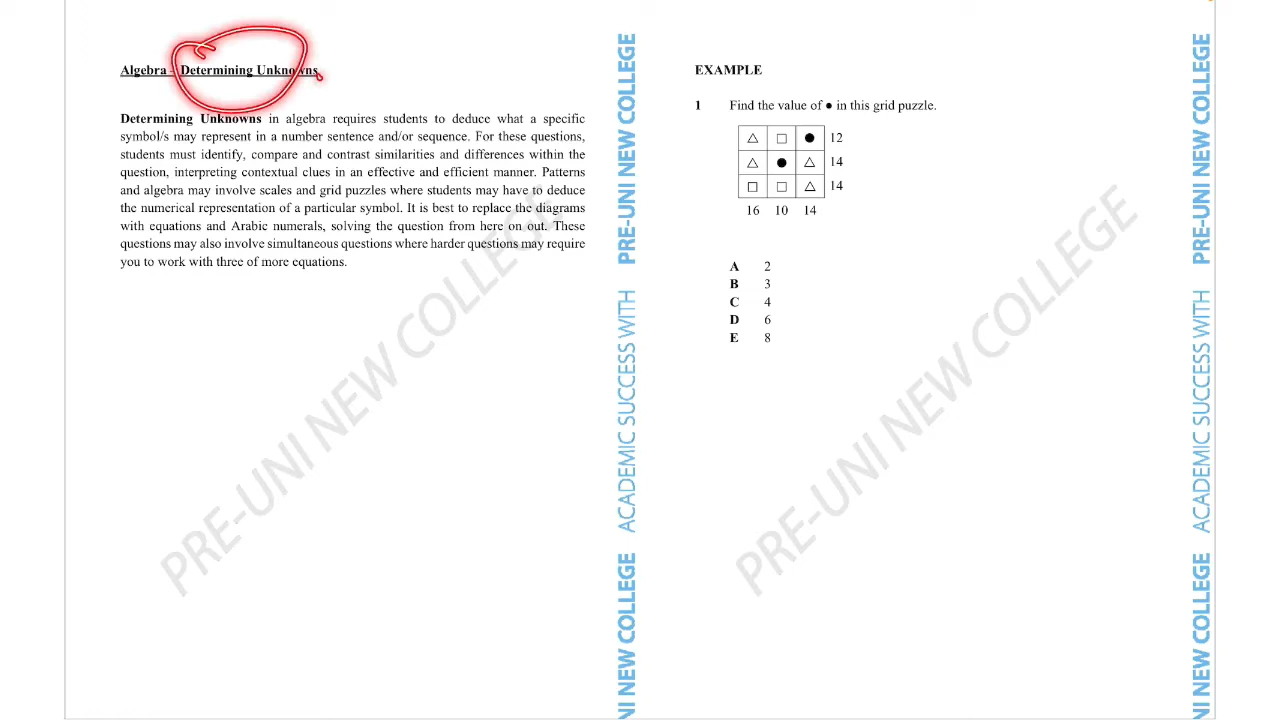 Algebra – Determining Unknowns
Determining Unknowns in algebra requires students to deduce what a specific
symbol/s may represent in a number sentence and/or sequence. For these questions,
students must identify, compare and contrast similarities and differences within the
question, interpreting contextual clues in an effective and efficient manner. Patterns
and algebra may involve scales and grid puzzles where students may have to deduce
the numerical representation of a particular symbol. It is best to replace the diagrams
with equations and Arabic numerals, solving the question from here on out. These
questions may also involve simultaneous questions where harder questions may require
you to work with three of more equations.
PRE-UNI NEW COLLEGE
NI NEW COLLEGE ACADEMIC SUCCESS WITH PRE-UNI NEW COLLEGE
EXAMPLE
1 Find the value of ● in this grid puzzle.
△ □ ● 12
△ ● △ 14
□ □ △ 14
16 10 14
A 2
B 3
C 4
D 6
E 8
PRE-UNI NEW COLLEGE
NI NEW COLLEGE ACADEMIC SUCCESS WITH PRE-UNI NEW COLLEGE